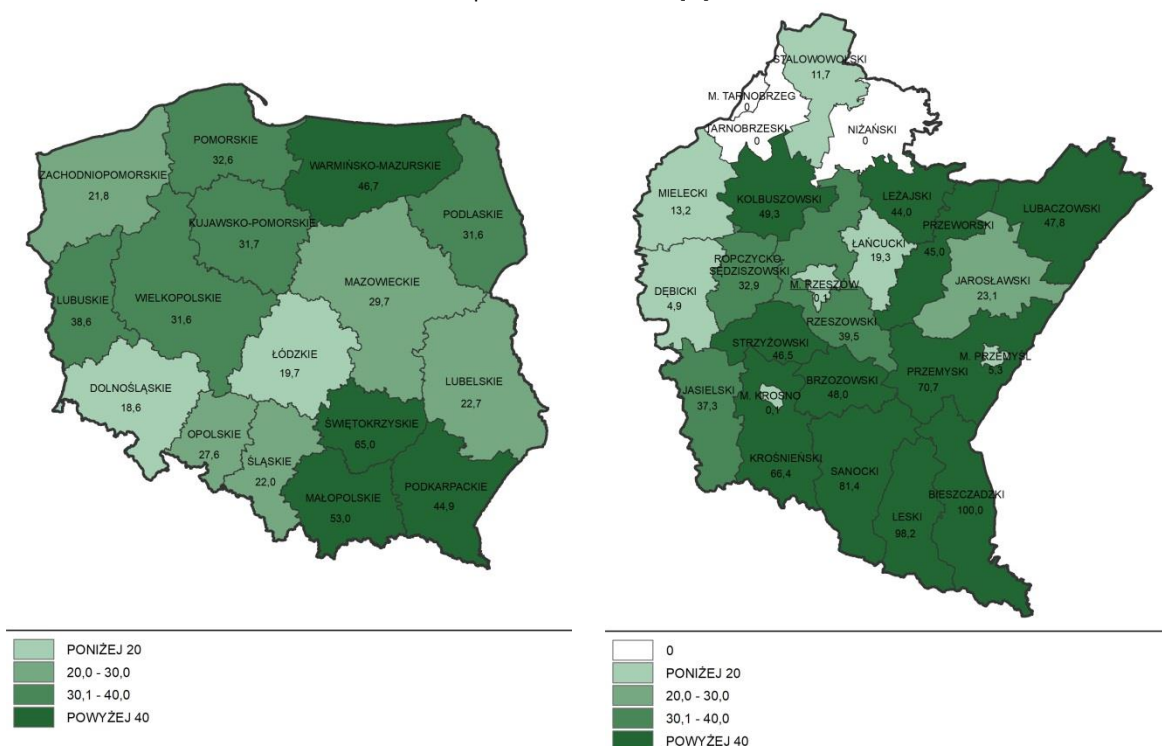 POMORSKIE
32,6
WARMIŃSKO-MAZURSKIE
46,7
ZACHODNIOPOMORSKIE
21,8
PODLASKIE
31,6
KUJAWSKO-POMORSKIE
31,7
MAZOWIECKIE
29,7
LUBUSKIE
38,6
WIELKOPOLSKIE
31,6
ŁÓDZKIE
19,7
DOLNOŚLĄSKIE
18,6
LUBELSKIE
22,7
OPOLSKIE
27,6
ŚLĄSKIE
22,0
ŚWIĘTOKRZYSKIE
65,0
MAŁOPOLSKIE
53,0
PODKARPACKIE
44,9
PONIŻEJ 20
20,0 - 30,0
30,1 - 40,0
POWYŻEJ 40
STALOWOWOLSKI
11,7
M. TARNOBRZEG
0
TARNOBRZESKI
0
NIŻAŃSKI
0
MIELECKI
13,2
KOLBUSZOWSKI
49,3
LEŻAJSKI
44,0
LUBACZOWSKI
47,8
PRZEWORSKI
45,0
ŁAŃCUCKI
19,3
ROPCZYCKO-
SĘDZISZOWSKI
32,9
M. RZESZÓW
0,1
JAROSŁAWSKI
23,1
DĘBICKI
4,9
RZESZOWSKI
39,5
STRZYŻOWSKI
46,5
M. PRZEMYŚL
5,3
PRZEMYSKI
70,7
JASIELSKI
37,3
M. KROSNO
0,1
BRZOZOWSKI
48,0
KROŚNIEŃSKI
66,4
SANOCKI
81,4
LESKI
98,2
BIESZCZADZKI
100,0
0
PONIŻEJ 20
20,0 - 30,0
30,1 - 40,0
POWYŻEJ 40